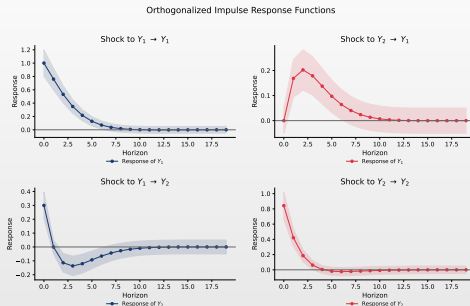 Orthogonalized Impulse Response Functions
Shock to Y₁ → Y₁
Response
1.2
1.0
0.8
0.6
0.4
0.2
0.0
0.0 2.5 5.0 7.5 10.0 12.5 15.0 17.5
Horizon
Response of Y₁
Shock to Y₂ → Y₁
Response
0.2
0.1
0.0
0.0 2.5 5.0 7.5 10.0 12.5 15.0 17.5
Horizon
Response of Y₁
Shock to Y₁ → Y₂
Response
0.4
0.3
0.2
0.1
0.0
−0.1
−0.2
0.0 2.5 5.0 7.5 10.0 12.5 15.0 17.5
Horizon
Response of
Shock to Y₂ → Y₂
Response
1.0
0.8
0.6
0.4
0.2
0.0
0.0 2.5 5.0 7.5 10.0 12.5 15.0 17.5
Horizon
Response of